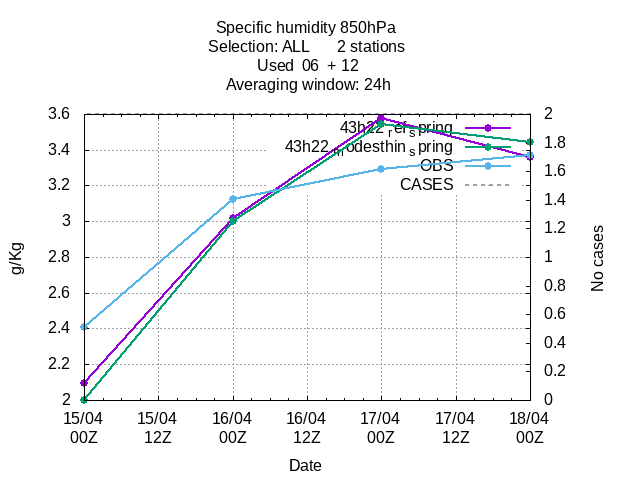 Specific humidity 850hPa
Selection: ALL 2 stations
Used 06 + 12
Averaging window: 24h
43h22_ref_spring
43h22_modesthin_spring
OBS
CASES
3.6
3.4
3.2
3
2.8
2.6
2.4
2.2
2
2
1.8
1.6
1.4
1.2
1
0.8
0.6
0.4
0.2
0
g/Kg
No cases
15/04 15/04 16/04 16/04 17/04 17/04 18/04
00Z 12Z 00Z 12Z 00Z 12Z 00Z
Date